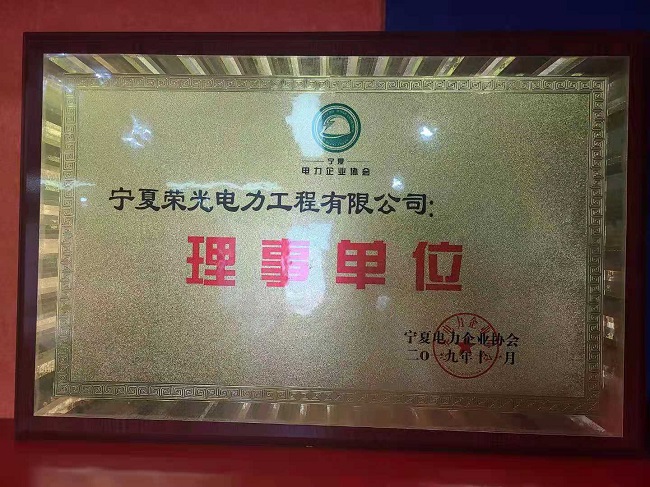 宁夏
电力企业协会
宁夏荣光电力工程有限公司:
理事单位
宁夏电力企业协会
二〇一九年十一月